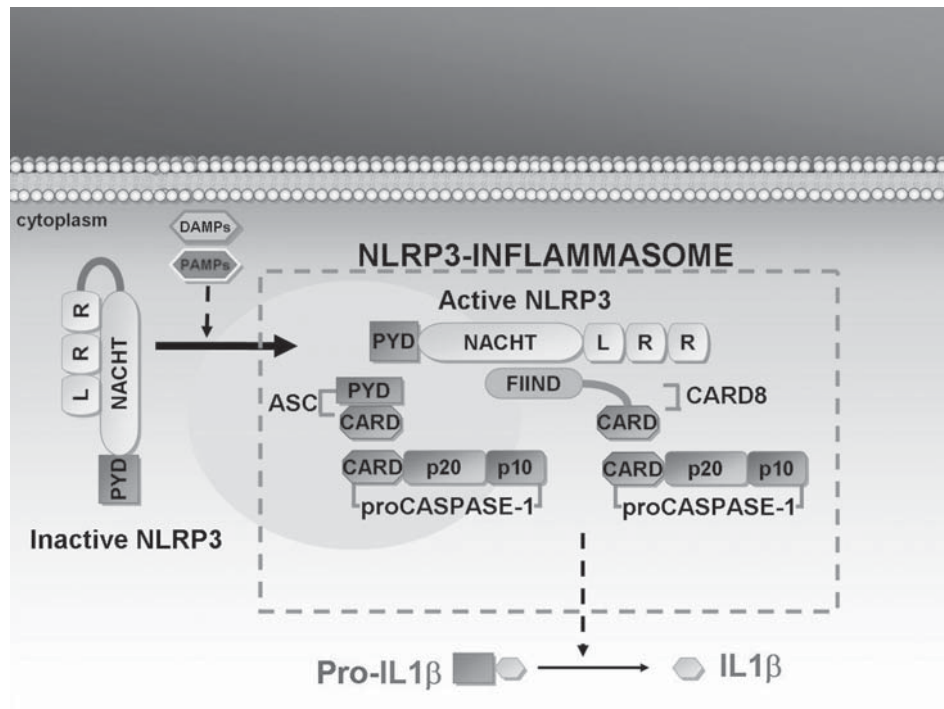 cytoplasm
DAMPs
PAMPs
L R R
NACHT
PYD
Inactive NLRP3
NLRP3-INFLAMMASOME
Active NLRP3
PYD NACHT L R R
ASC
PYD
CARD
FIIND
CARD
CARD8
CARD p20 p10
proCASPASE-1
CARD p20 p10
proCASPASE-1
Pro-IL1β
IL1β